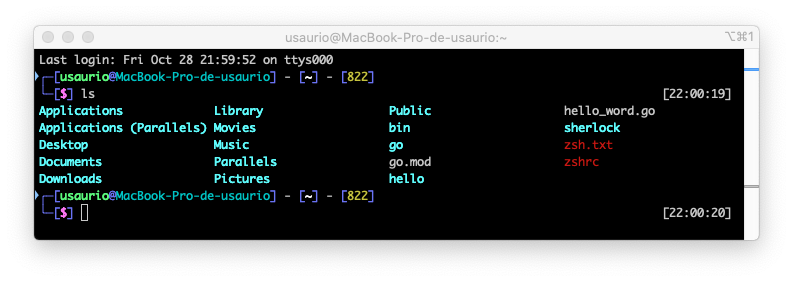 usaurio@MacBook-Pro-de-usaurio:~ ⌥⌘1
Last login: Fri Oct 28 21:59:52 on ttys000
┌─[usaurio@MacBook-Pro-de-usaurio] - [~] - [822]
└─[$] ls [22:00:19]
Applications Library Public hello_word.go
Applications (Parallels) Movies bin sherlock
Desktop Music go zsh.txt
Documents Parallels go.mod zshrc
Downloads Pictures hello
┌─[usaurio@MacBook-Pro-de-usaurio] - [~] - [822]
└─[$] [22:00:20]